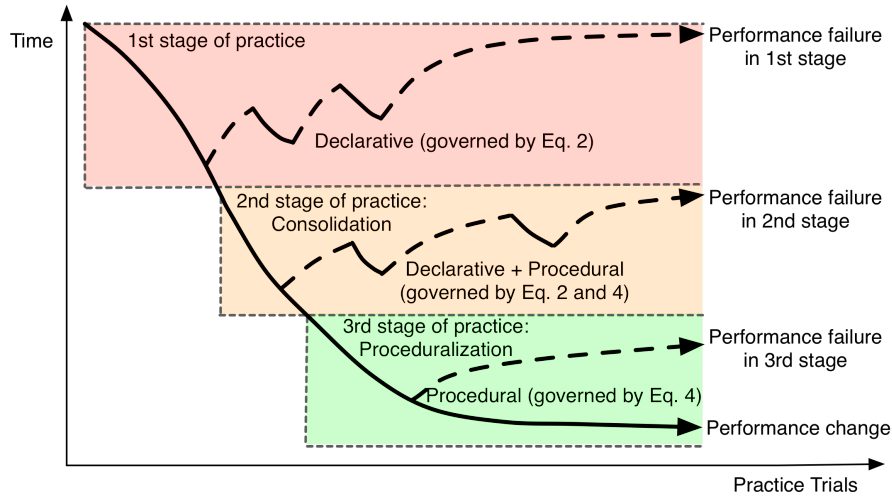 Time
1st stage of practice
Performance failure
in 1st stage
Declarative (governed by Eq. 2)
2nd stage of practice:
Consolidation
Performance failure
in 2nd stage
Declarative + Procedural
(governed by Eq. 2 and 4)
3rd stage of practice:
Proceduralization
Performance failure
in 3rd stage
Procedural (governed by Eq. 4)
Performance change
Practice Trials